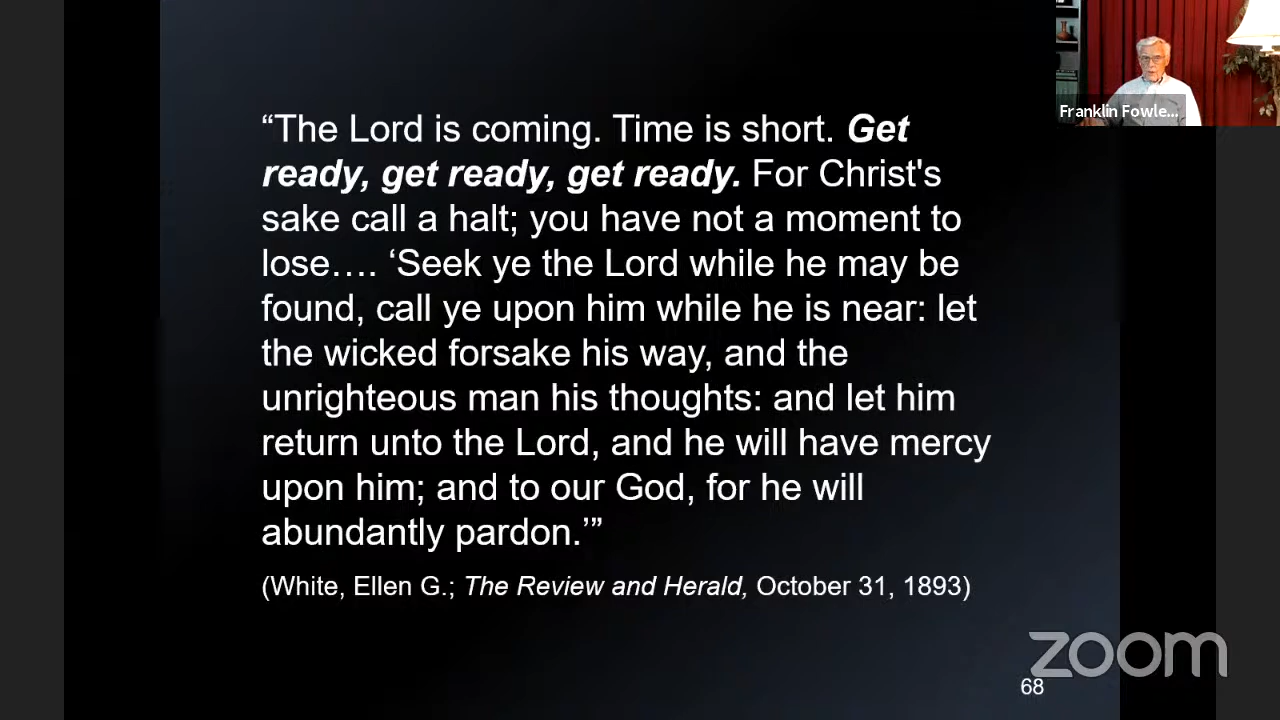 Franklin Fowle...
“The Lord is coming. Time is short. Get
ready, get ready, get ready. For Christ's
sake call a halt; you have not a moment to
lose…. ‘Seek ye the Lord while he may be
found, call ye upon him while he is near: let
the wicked forsake his way, and the
unrighteous man his thoughts: and let him
return unto the Lord, and he will have mercy
upon him; and to our God, for he will
abundantly pardon.’”
(White, Ellen G.; The Review and Herald, October 31, 1893)
zoom
68